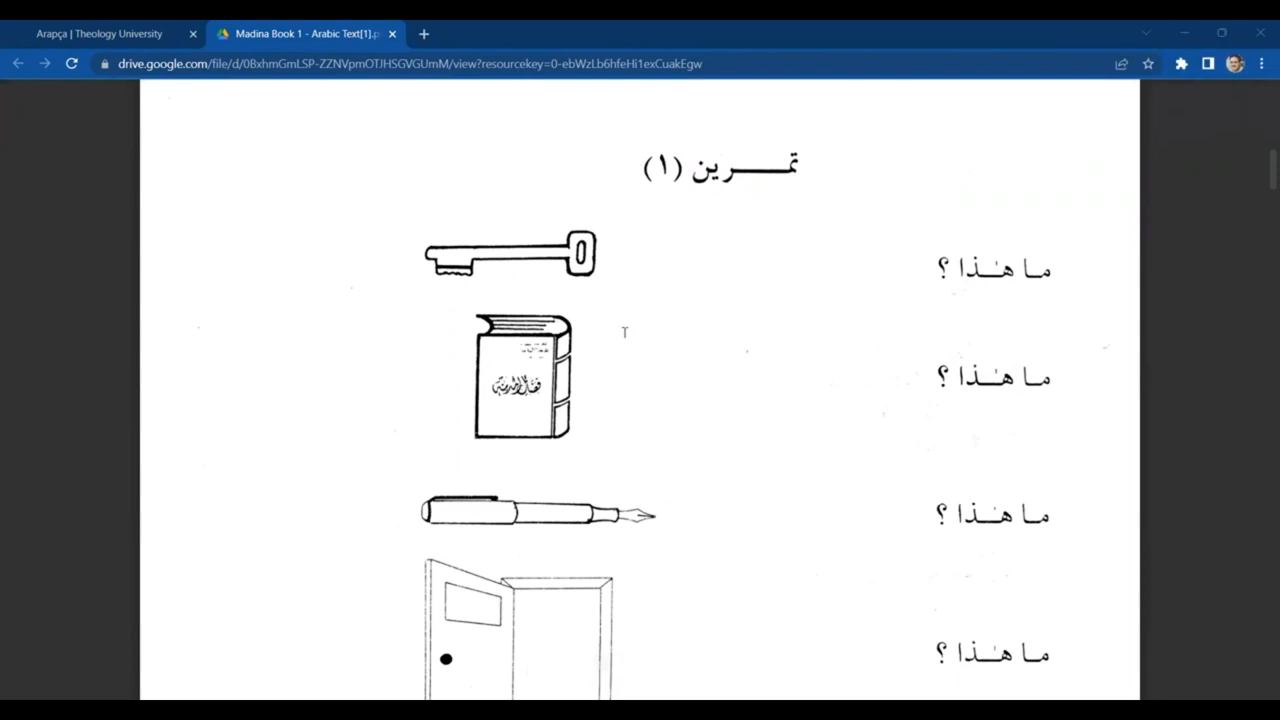 Arapça | Theology University
Madina Book 1 - Arabic Text[1].p
drive.google.com/file/d/0BxhmGmLSP-ZZNVpmOTJHSGVGUmM/view?resourcekey=0-ebWzLb6hfeHi1exCuakEgw
تمـــرين (١)
ما هـٰذا ؟
ما هـٰذا ؟
ما هـٰذا ؟
ما هـٰذا ؟